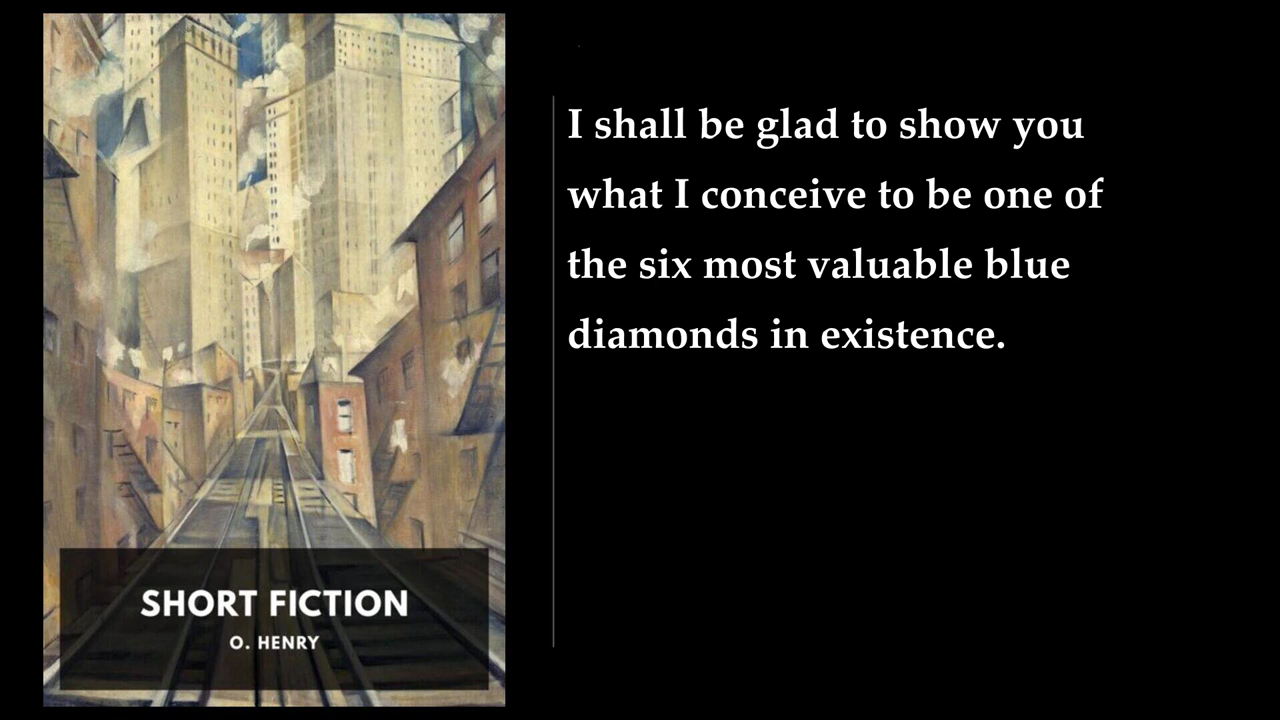 SHORT FICTION
O. HENRY
I shall be glad to show you
what I conceive to be one of
the six most valuable blue
diamonds in existence.